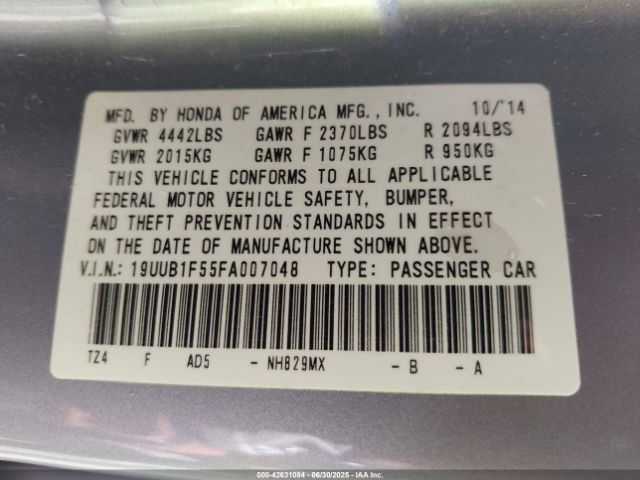 MFD. BY HONDA OF AMERICA MFG., INC. 10/'14
GVWR 4442LBS GAWR F 2370LBS R 2094LBS
GVWR 2015KG GAWR F 1075KG R 950KG
THIS VEHICLE CONFORMS TO ALL APPLICABLE
FEDERAL MOTOR VEHICLE SAFETY, BUMPER,
AND THEFT PREVENTION STANDARDS IN EFFECT
ON THE DATE OF MANUFACTURE SHOWN ABOVE.
V.I.N.: 19UUB1F55FA007048 TYPE: PASSENGER CAR
TZ4 F AD5 - NH829MX - B - A
000-42631084 - 06/30/2025 - IAA Inc.